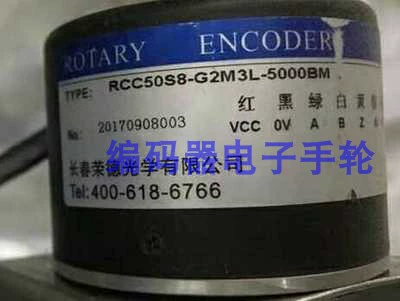 ROTARY ENCODER
TYPE: RCC50S8-G2M3L-5000BM
红 黑 绿 白 黄
No: 20170908003 VCC 0V A B Z
编码器电子手轮
长春荣德光学有限公司
Tel:400-618-6766